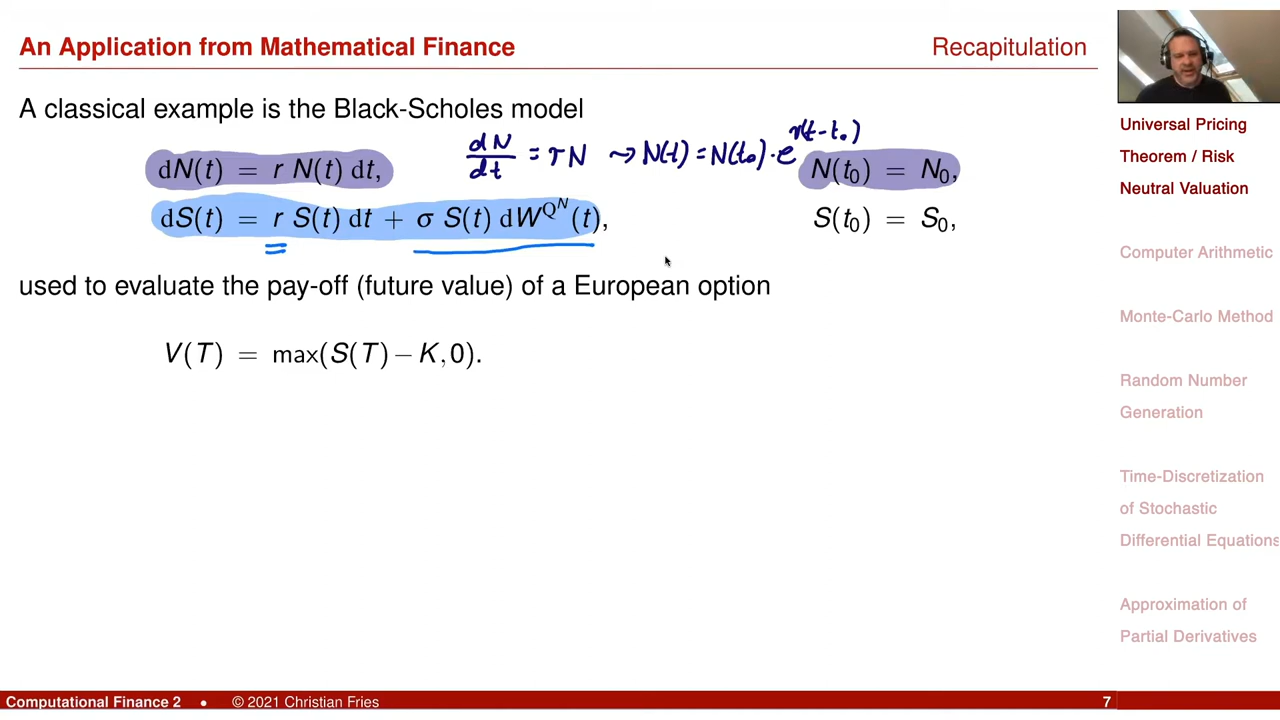 An Application from Mathematical Finance
Recapitulation
A classical example is the Black-Scholes model
dN/dt = rN ⇝ N(t) = N(t₀) · e^{r(t-t₀)}
dN(t) = r N(t) dt, N(t₀) = N₀,
dS(t) = r S(t) dt + σ S(t) dW^{Q^N}(t), S(t₀) = S₀,
used to evaluate the pay-off (future value) of a European option
V(T) = max(S(T) − K, 0).
Universal Pricing
Theorem / Risk
Neutral Valuation
Computer Arithmetic
Monte-Carlo Method
Random Number
Generation
Time-Discretization
of Stochastic
Differential Equations
Approximation of
Partial Derivatives
Computational Finance 2 • © 2021 Christian Fries 7